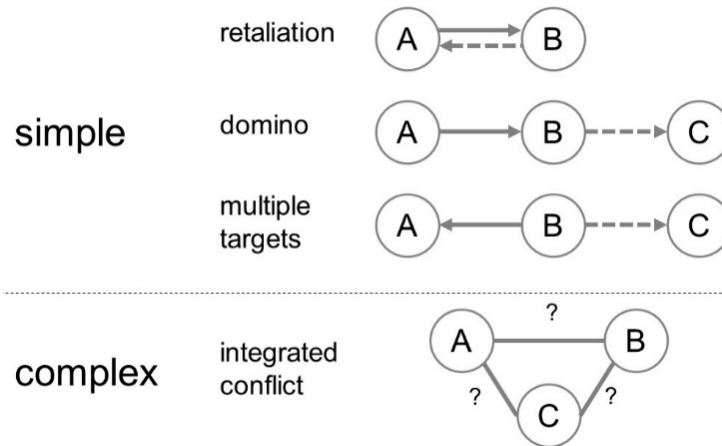 retaliation
A
B
simple
domino
A
B
C
multiple
targets
A
B
C
complex
integrated
conflict
A
?
B
?
?
C